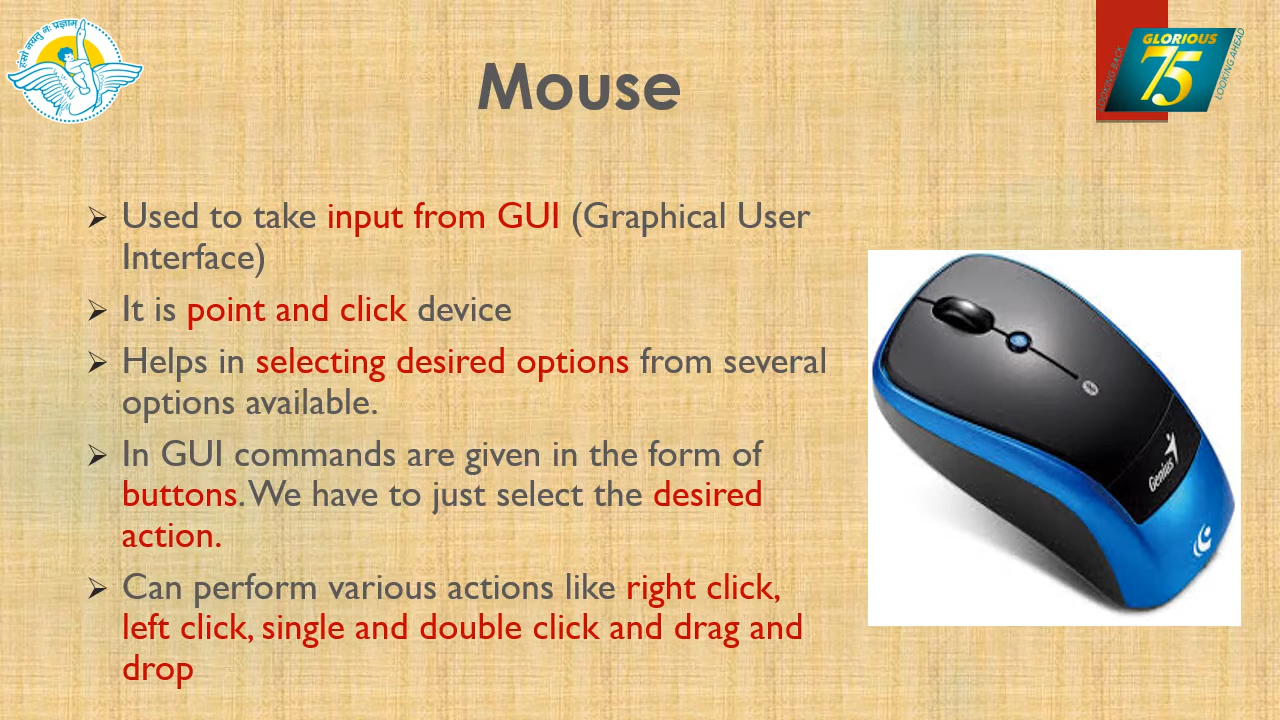 हंसो नयतु नः प्रज्ञाम्
Mouse
GLORIOUS
75
LOOKING BACK
LOOKING AHEAD
➢ Used to take input from GUI (Graphical User
Interface)
➢ It is point and click device
➢ Helps in selecting desired options from several
options available.
➢ In GUI commands are given in the form of
buttons. We have to just select the desired
action.
➢ Can perform various actions like right click,
left click, single and double click and drag and
drop
Genius